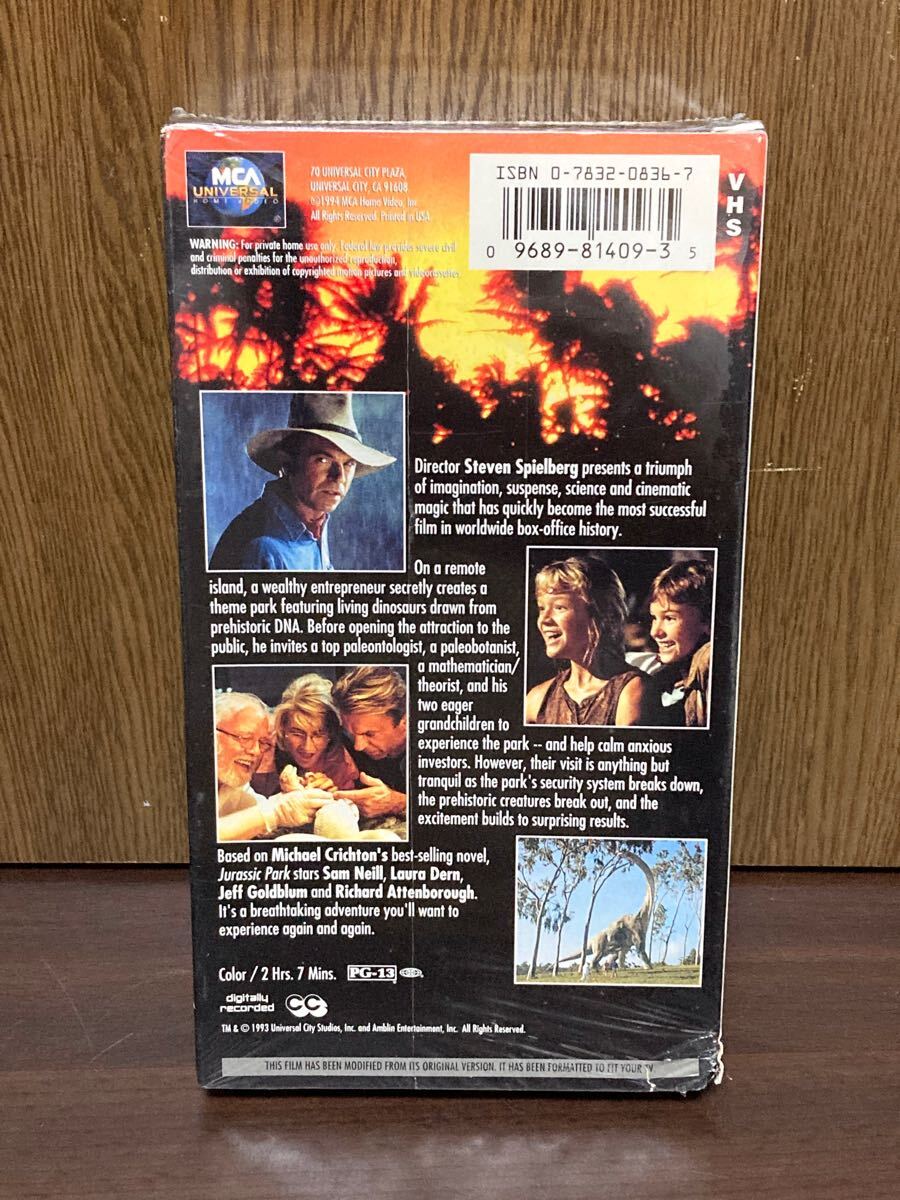 MCA
UNIVERSAL
HOME VIDEO
70 UNIVERSAL CITY PLAZA,
UNIVERSAL CITY, CA 91608
©1994 MCA Home Video, Inc
All Rights Reserved. Printed in USA
ISBN 0-7832-0836-7
0 9689-81409-3 5
VHS
WARNING: For private home use only. Federal law provides severe civil
and criminal penalties for the unauthorized reproduction,
distribution or exhibition of copyrighted motion pictures and videocassettes.
Director Steven Spielberg presents a triumph
of imagination, suspense, science and cinematic
magic that has quickly become the most successful
film in worldwide box-office history.
On a remote
island, a wealthy entrepreneur secretly creates a
theme park featuring living dinosaurs drawn from
prehistoric DNA. Before opening the attraction to the
public, he invites a top paleontologist, a paleobotanist,
a mathematician/
theorist, and his
two eager
grandchildren to
experience the park -- and help calm anxious
investors. However, their visit is anything but
tranquil as the park's security system breaks down,
the prehistoric creatures break out, and the
excitement builds to surprising results.
Based on Michael Crichton's best-selling novel,
Jurassic Park stars Sam Neill, Laura Dern,
Jeff Goldblum and Richard Attenborough.
It's a breathtaking adventure you'll want to
experience again and again.
Color / 2 Hrs. 7 Mins. PG-13
digitally
recorded CC
TM & © 1993 Universal City Studios, Inc. and Amblin Entertainment, Inc. All Rights Reserved.
THIS FILM HAS BEEN MODIFIED FROM ITS ORIGINAL VERSION. IT HAS BEEN FORMATTED TO FIT YOUR TV.